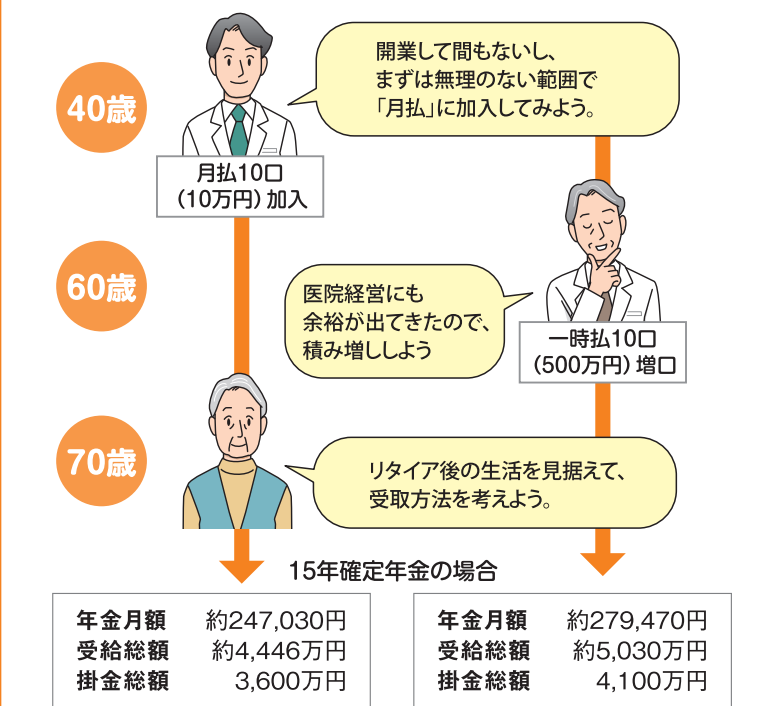 40歳
開業して間もないし、
まずは無理のない範囲で
「月払」に加入してみよう。
月払10口
(10万円)加入
60歳
医院経営にも
余裕が出てきたので、
積み増ししよう
一時払10口
(500万円)増口
70歳
リタイア後の生活を見据えて、
受取方法を考えよう。
15年確定年金の場合
年金月額 約247,030円
受給総額 約4,446万円
掛金総額 3,600万円
年金月額 約279,470円
受給総額 約5,030万円
掛金総額 4,100万円